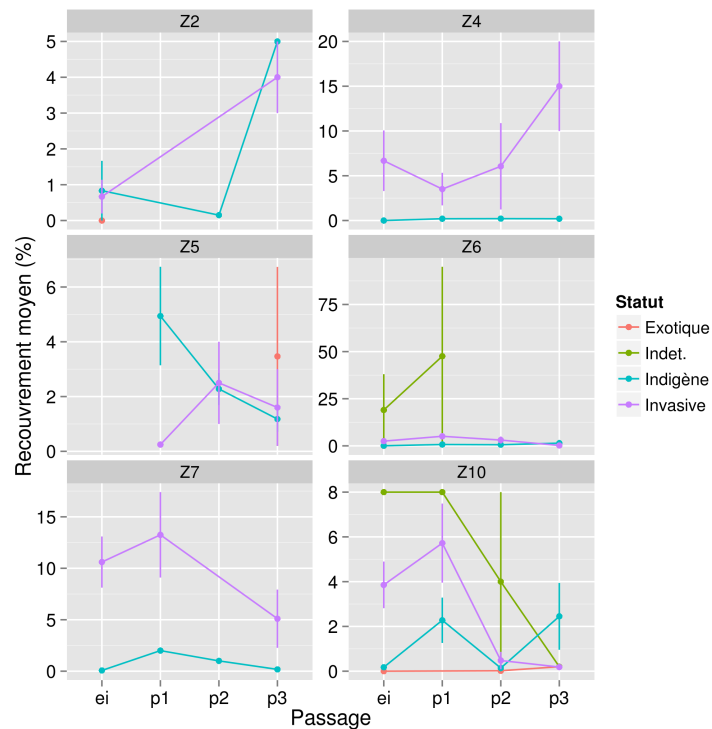 Z2
Z4
5
4
3
2
1
0
20
15
10
5
0
Recouvrement moyen (%)
Z5
Z6
6
4
2
0
75
50
25
0
Statut
Exotique
Indet.
Indigène
Invasive
Z7
Z10
15
10
5
0
8
6
4
2
0
ei p1 p2 p3
ei p1 p2 p3
Passage